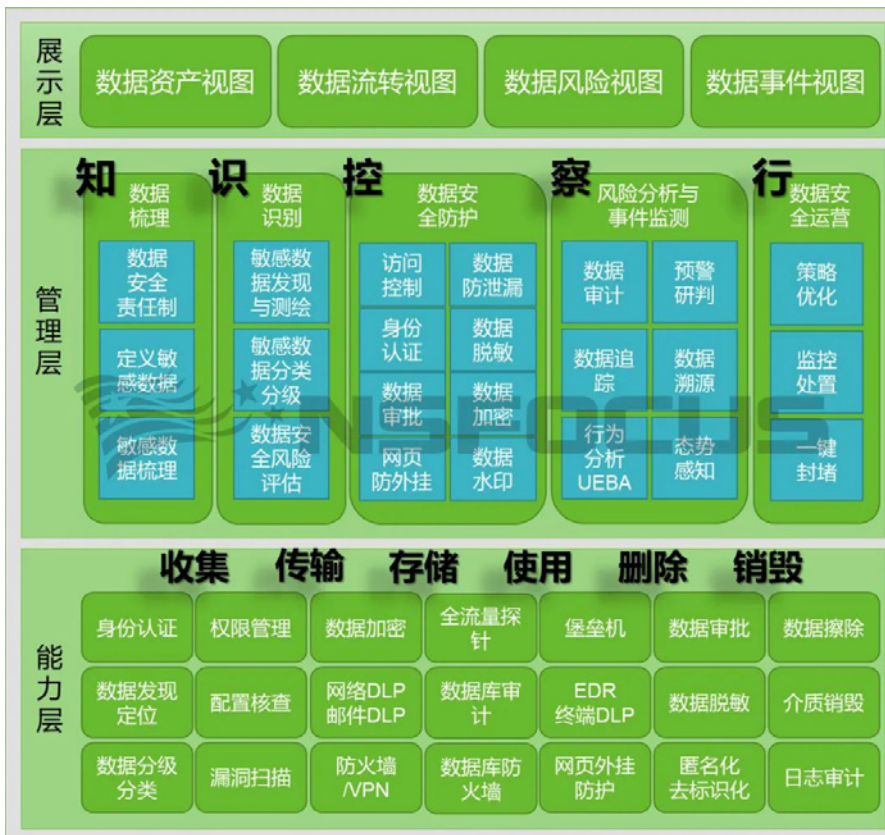 展
示
层
数据资产视图
数据流转视图
数据风险视图
数据事件视图
管
理
层
知
数据
梳理
数据
安全
责任制
定义敏
感数据
敏感数
据梳理
识
数据
识别
敏感数
据发现
与测绘
敏感数
据分类
分级
数据安
全风险
评估
控
数据安
全防护
访问
控制
数据
防泄漏
身份
认证
数据
脱敏
数据
审批
数据
加密
网页
防外挂
数据
水印
察
风险分析与
事件监测
数据
审计
预警
研判
数据追
踪
数据
溯源
行为
分析
UEBA
态势
感知
行
数据安
全运营
策略
优化
监控
处置
一键
封堵
NSFOCUS
能
力
层
收集
传输
存储
使用
删除
销毁
身份认证
权限管理
数据加密
全流量探
针
堡垒机
数据审批
数据擦除
数据发现
定位
配置核查
网络DLP
邮件DLP
数据库审
计
EDR
终端DLP
数据脱敏
介质销毁
数据分级
分类
漏洞扫描
防火墙
/VPN
数据库防
火墙
网页外挂
防护
匿名化
去标识化
日志审计